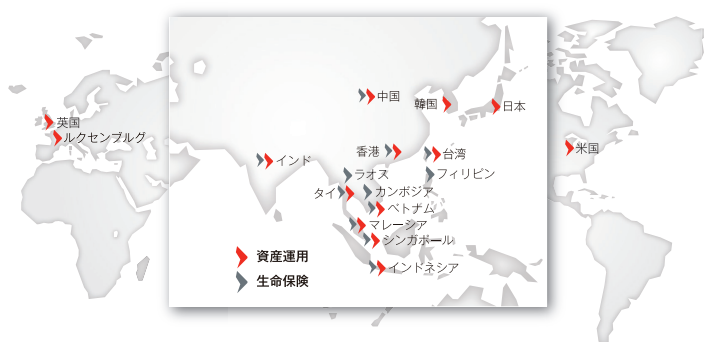 中国
韓国
日本
英国
ルクセンブルグ
香港
台湾
米国
インド
ラオス
フィリピン
タイ
カンボジア
ベトナム
マレーシア
シンガポール
インドネシア
資産運用
生命保険